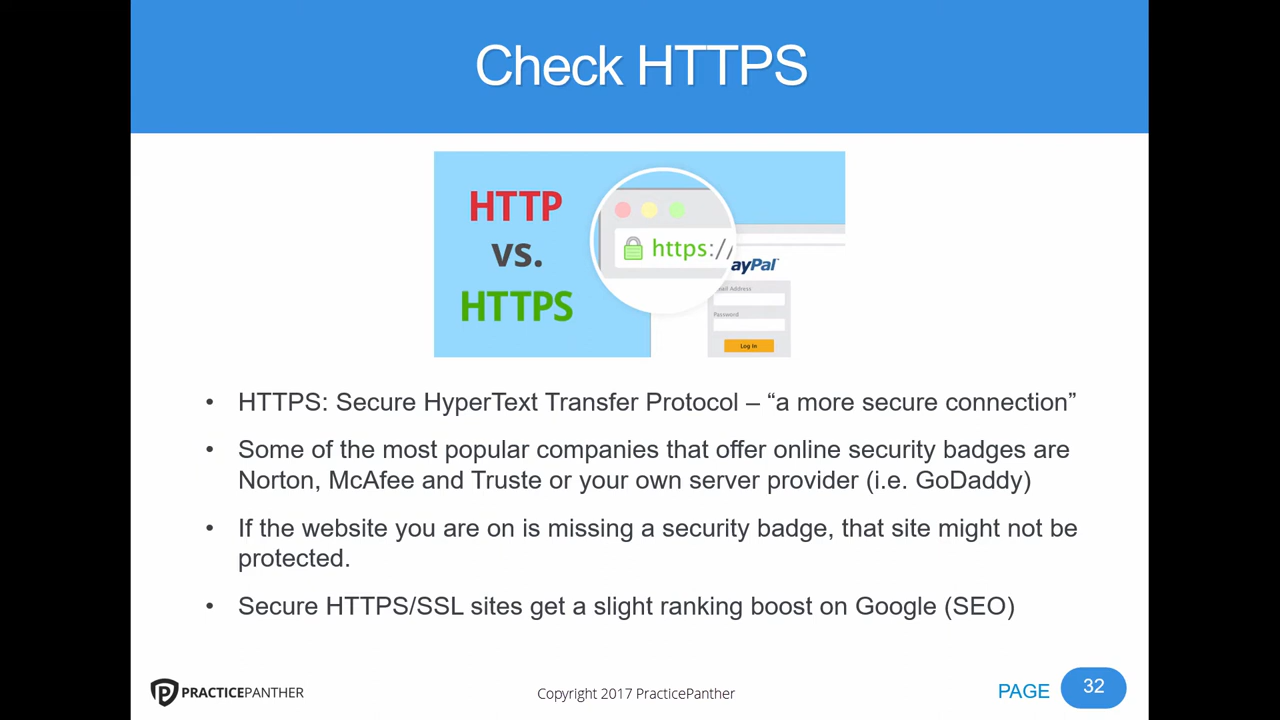 Check HTTPS
HTTP
vs.
HTTPS
https://
ayPal
ail Address
Password
Log In
• HTTPS: Secure HyperText Transfer Protocol – “a more secure connection”
• Some of the most popular companies that offer online security badges are
Norton, McAfee and Truste or your own server provider (i.e. GoDaddy)
• If the website you are on is missing a security badge, that site might not be
protected.
• Secure HTTPS/SSL sites get a slight ranking boost on Google (SEO)
PRACTICEPANTHER
Copyright 2017 PracticePanther
PAGE 32